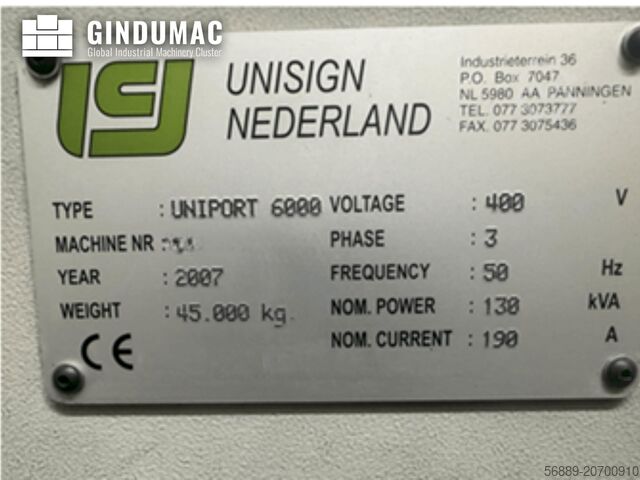 GINDUMAC
Global Industrial Machinery Cluster
UNISIGN
NEDERLAND
Industrieterrein 36
P.O. Box 7047
NL 5980 AA PANNINGEN
TEL. 077 3073777
FAX. 077 3075436
TYPE : UNIPORT 6000
MACHINE NR :
YEAR : 2007
WEIGHT : 45.000 kg.
VOLTAGE : 400 V
PHASE : 3
FREQUENCY : 50 Hz
NOM. POWER : 130 kVA
NOM. CURRENT : 190 A
CE
56889-20700910